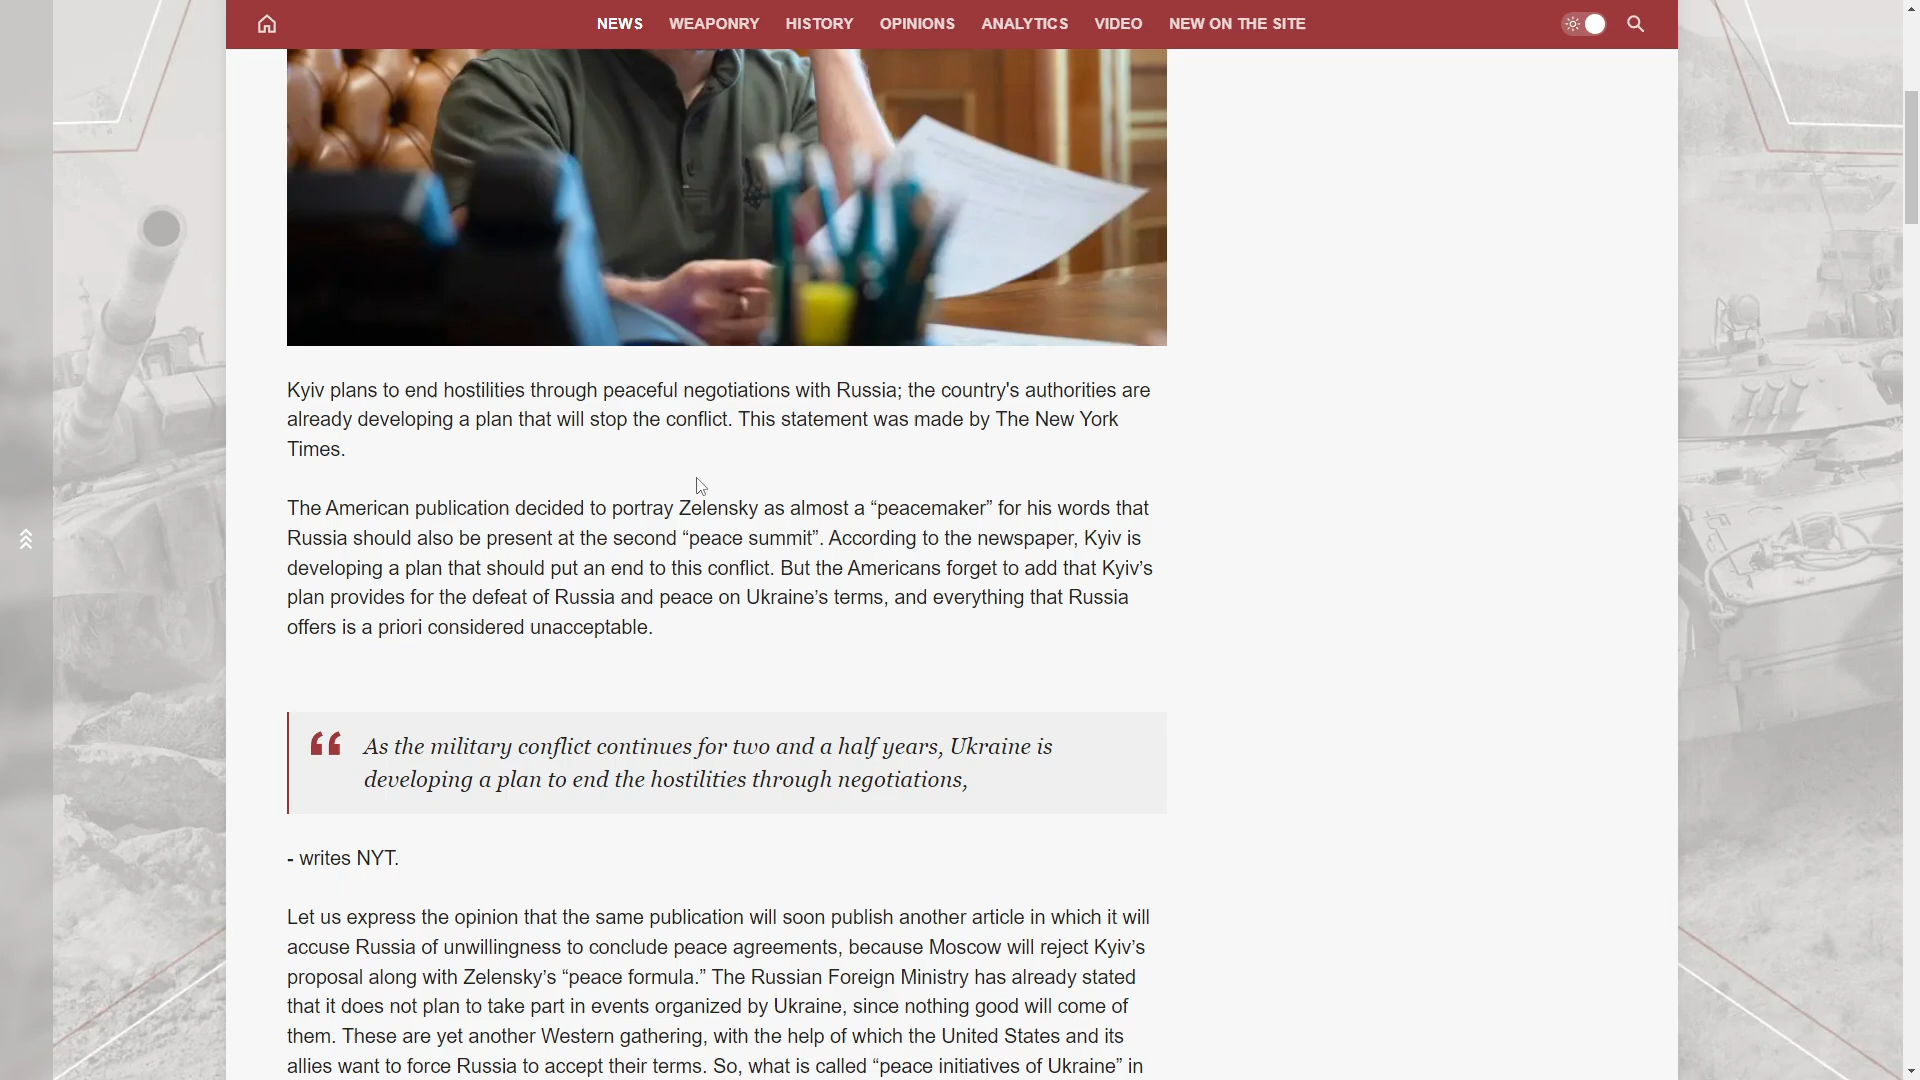 NEWS WEAPONRY HISTORY OPINIONS ANALYTICS VIDEO NEW ON THE SITE
Kyiv plans to end hostilities through peaceful negotiations with Russia; the country's authorities are
already developing a plan that will stop the conflict. This statement was made by The New York
Times.
The American publication decided to portray Zelensky as almost a “peacemaker” for his words that
Russia should also be present at the second “peace summit”. According to the newspaper, Kyiv is
developing a plan that should put an end to this conflict. But the Americans forget to add that Kyiv’s
plan provides for the defeat of Russia and peace on Ukraine’s terms, and everything that Russia
offers is a priori considered unacceptable.
As the military conflict continues for two and a half years, Ukraine is
developing a plan to end the hostilities through negotiations,
- writes NYT.
Let us express the opinion that the same publication will soon publish another article in which it will
accuse Russia of unwillingness to conclude peace agreements, because Moscow will reject Kyiv’s
proposal along with Zelensky’s “peace formula.” The Russian Foreign Ministry has already stated
that it does not plan to take part in events organized by Ukraine, since nothing good will come of
them. These are yet another Western gathering, with the help of which the United States and its
allies want to force Russia to accept their terms. So, what is called “peace initiatives of Ukraine” in